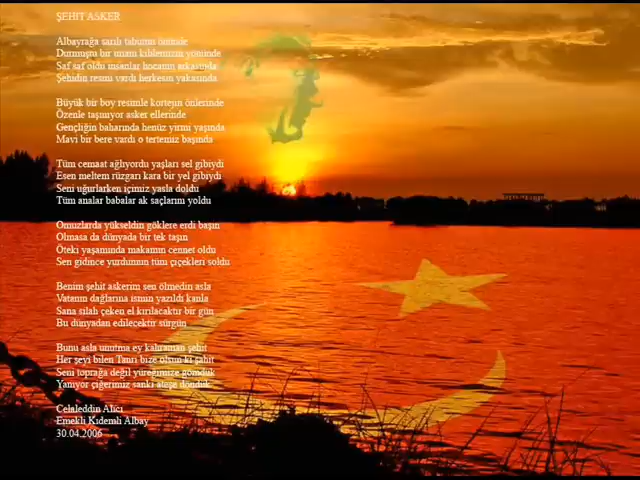 ŞEHİT ASKER
Albayrağa sarılı tabutun önünde
Durmuştu bir imam kıblemizin yönünde
Saf saf oldu insanlar hocanın arkasında
Şehidin resmi vardı herkesin yakasında
Büyük bir boy resimle kortejin önlerinde
Özenle taşınıyor asker ellerinde
Gençliğin baharında henüz yirmi yaşında
Mavi bir bere vardı o tertemiz başında
Tüm cemaat ağlıyordu yaşları sel gibiydi
Esen meltem rüzgarı kara bir yel gibiydi
Seni uğurlarken içimiz yasla doldu
Tüm analar babalar ak saçlarını yoldu
Omuzlarda yükseldin göklere erdi başın
Olmasa da dünyada bir tek taşın
Öteki yaşamında makamın cennet oldu
Sen gidince yurdumun tüm çiçekleri soldu
Benim şehit askerim sen ölmedin asla
Vatanın dağlarına ismin yazıldı kanla
Sana silah çeken el kırılacaktır bir gün
Bu dünyadan edilecektir sürgün
Bunu asla unutma ey kahraman şehit
Her şeyi bilen Tanrı bize olsun ki şahit
Seni toprağa değil yüreğimize gömdük
Yanıyor ciğerimiz sanki ateşe döndük
Celaleddin Alıcı
Emekli Kıdemli Albay
30.04.2006